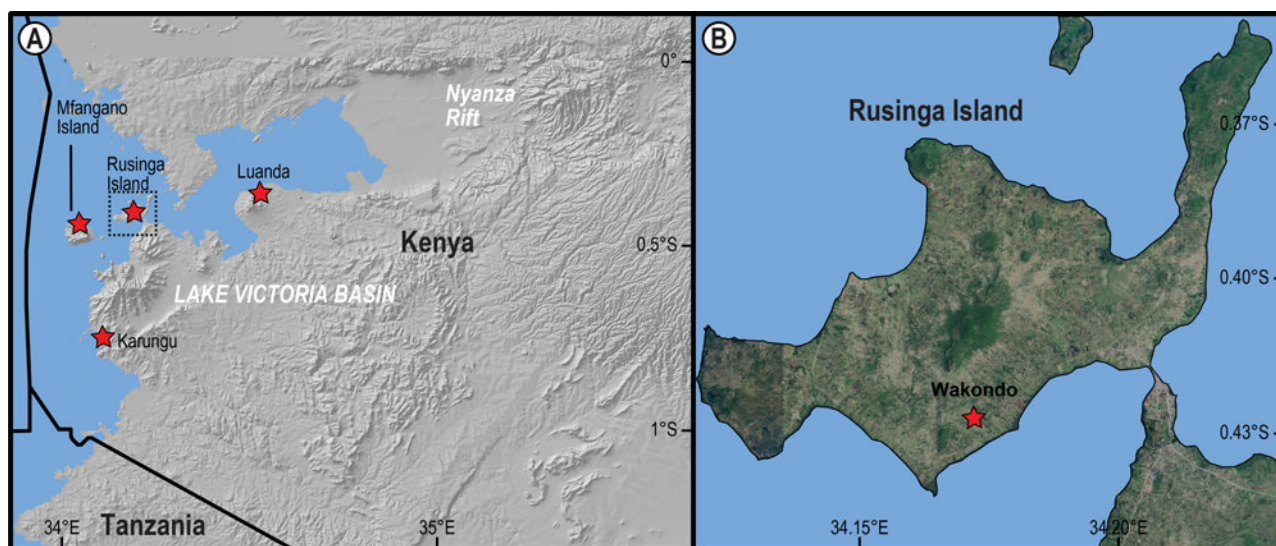 A
Mfangano
Island
Rusinga
Island
Luanda
Nyanza
Rift
Kenya
LAKE VICTORIA BASIN
Karungu
Tanzania
34°E
35°E
0°
0.5°S
1°S
B
Rusinga Island
Wakondo
0.37°S
0.40°S
0.43°S
34.15°E
34.20°E